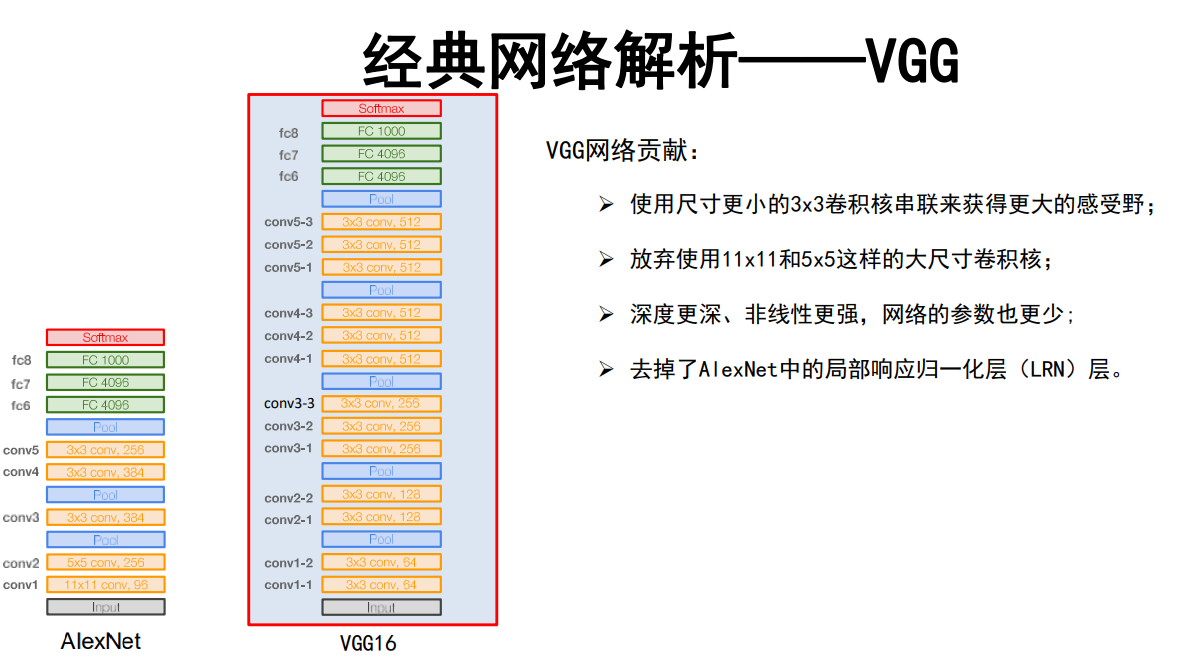 经典网络解析——VGG
Softmax
fc8 FC 1000
fc7 FC 4096
fc6 FC 4096
Pool
conv5 3x3 conv, 256
conv4 3x3 conv, 384
Pool
conv3 3x3 conv, 384
Pool
conv2 5x5 conv, 256
conv1 11x11 conv, 96
Input
AlexNet
Softmax
fc8 FC 1000
fc7 FC 4096
fc6 FC 4096
Pool
conv5-3 3x3 conv, 512
conv5-2 3x3 conv, 512
conv5-1 3x3 conv, 512
Pool
conv4-3 3x3 conv, 512
conv4-2 3x3 conv, 512
conv4-1 3x3 conv, 512
Pool
conv3-3 3x3 conv, 256
conv3-2 3x3 conv, 256
conv3-1 3x3 conv, 256
Pool
conv2-2 3x3 conv, 128
conv2-1 3x3 conv, 128
Pool
conv1-2 3x3 conv, 64
conv1-1 3x3 conv, 64
Input
VGG16
VGG网络贡献：
➢ 使用尺寸更小的3x3卷积核串联来获得更大的感受野；
➢ 放弃使用11x11和5x5这样的大尺寸卷积核；
➢ 深度更深、非线性更强，网络的参数也更少;
➢ 去掉了AlexNet中的局部响应归一化层（LRN）层。